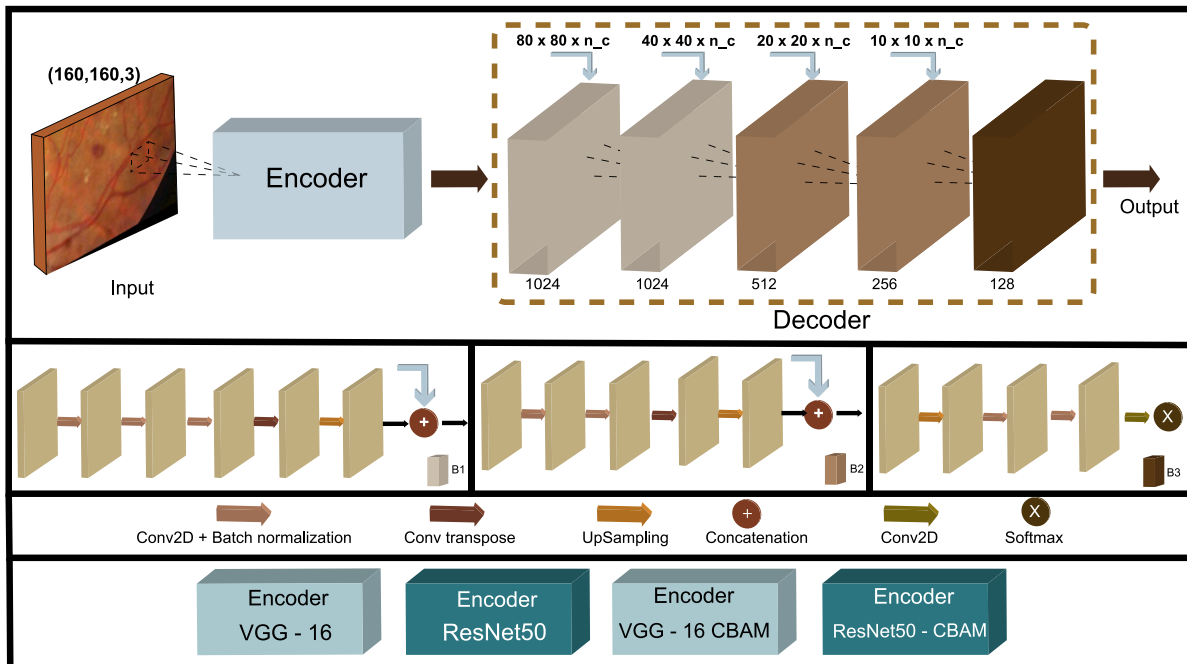 80 x 80 x n_c
40 x 40 x n_c
20 x 20 x n_c
10 x 10 x n_c
(160,160,3)
Encoder
Output
Input
1024
1024
512
256
128
Decoder
+
B1
+
B2
X
B3
+
X
Conv2D + Batch normalization
Conv transpose
UpSampling
Concatenation
Conv2D
Softmax
Encoder
VGG - 16
Encoder
ResNet50
Encoder
VGG - 16 CBAM
Encoder
ResNet50 - CBAM